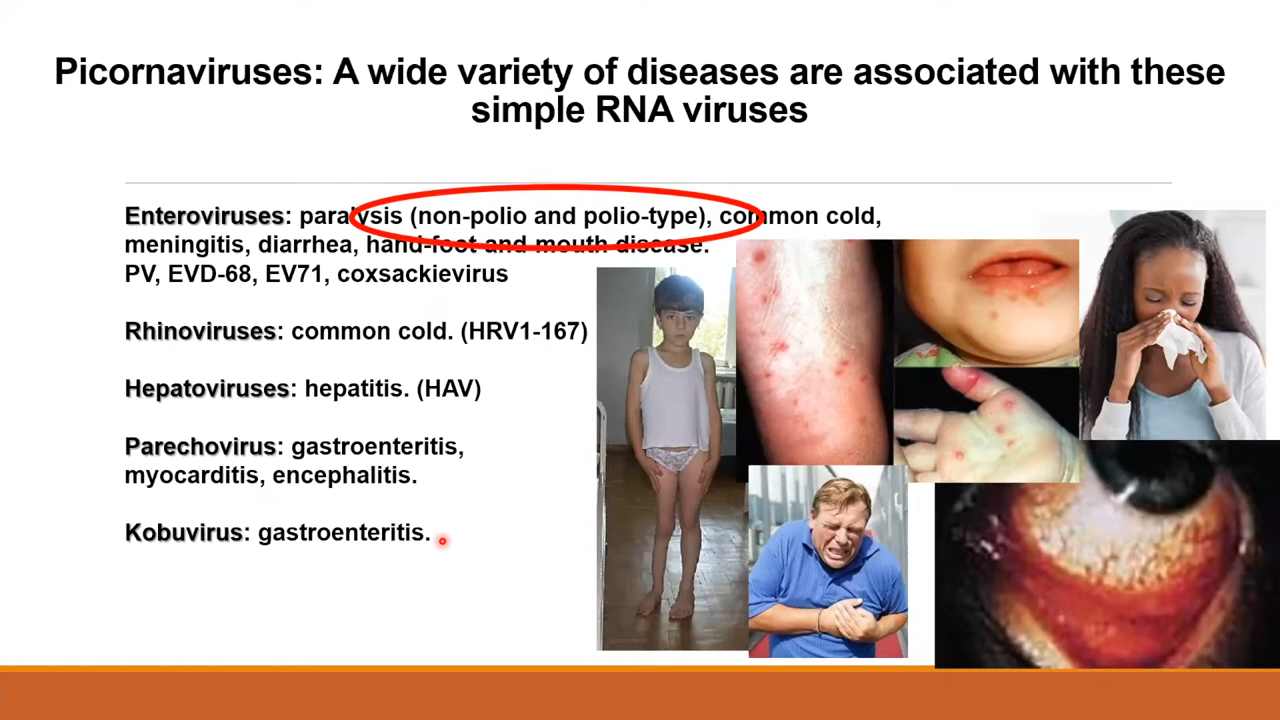 Picornaviruses: A wide variety of diseases are associated with these
simple RNA viruses
Enteroviruses: paralysis (non-polio and polio-type), common cold,
meningitis, diarrhea, hand-foot-and-mouth disease.
PV, EVD-68, EV71, coxsackievirus
Rhinoviruses: common cold. (HRV1-167)
Hepatoviruses: hepatitis. (HAV)
Parechovirus: gastroenteritis,
myocarditis, encephalitis.
Kobuvirus: gastroenteritis.